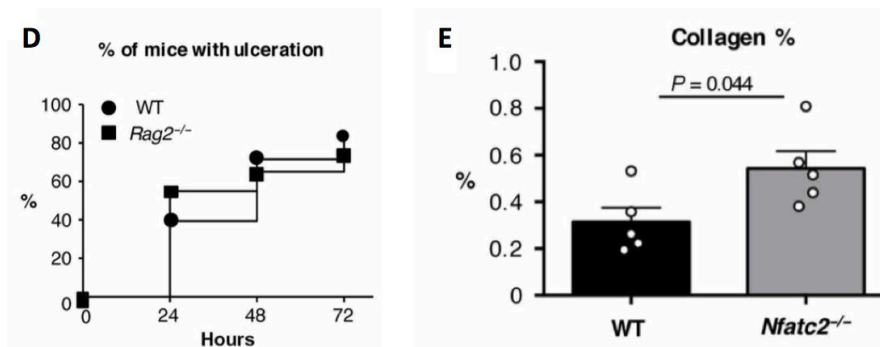 D
% of mice with ulceration
100
80
60
40
20
0
%
WT
Rag2⁻/⁻
0 24 48 72
Hours
E
Collagen %
1.0
0.8
0.6
0.4
0.2
0
%
P = 0.044
WT Nfatc2⁻/⁻